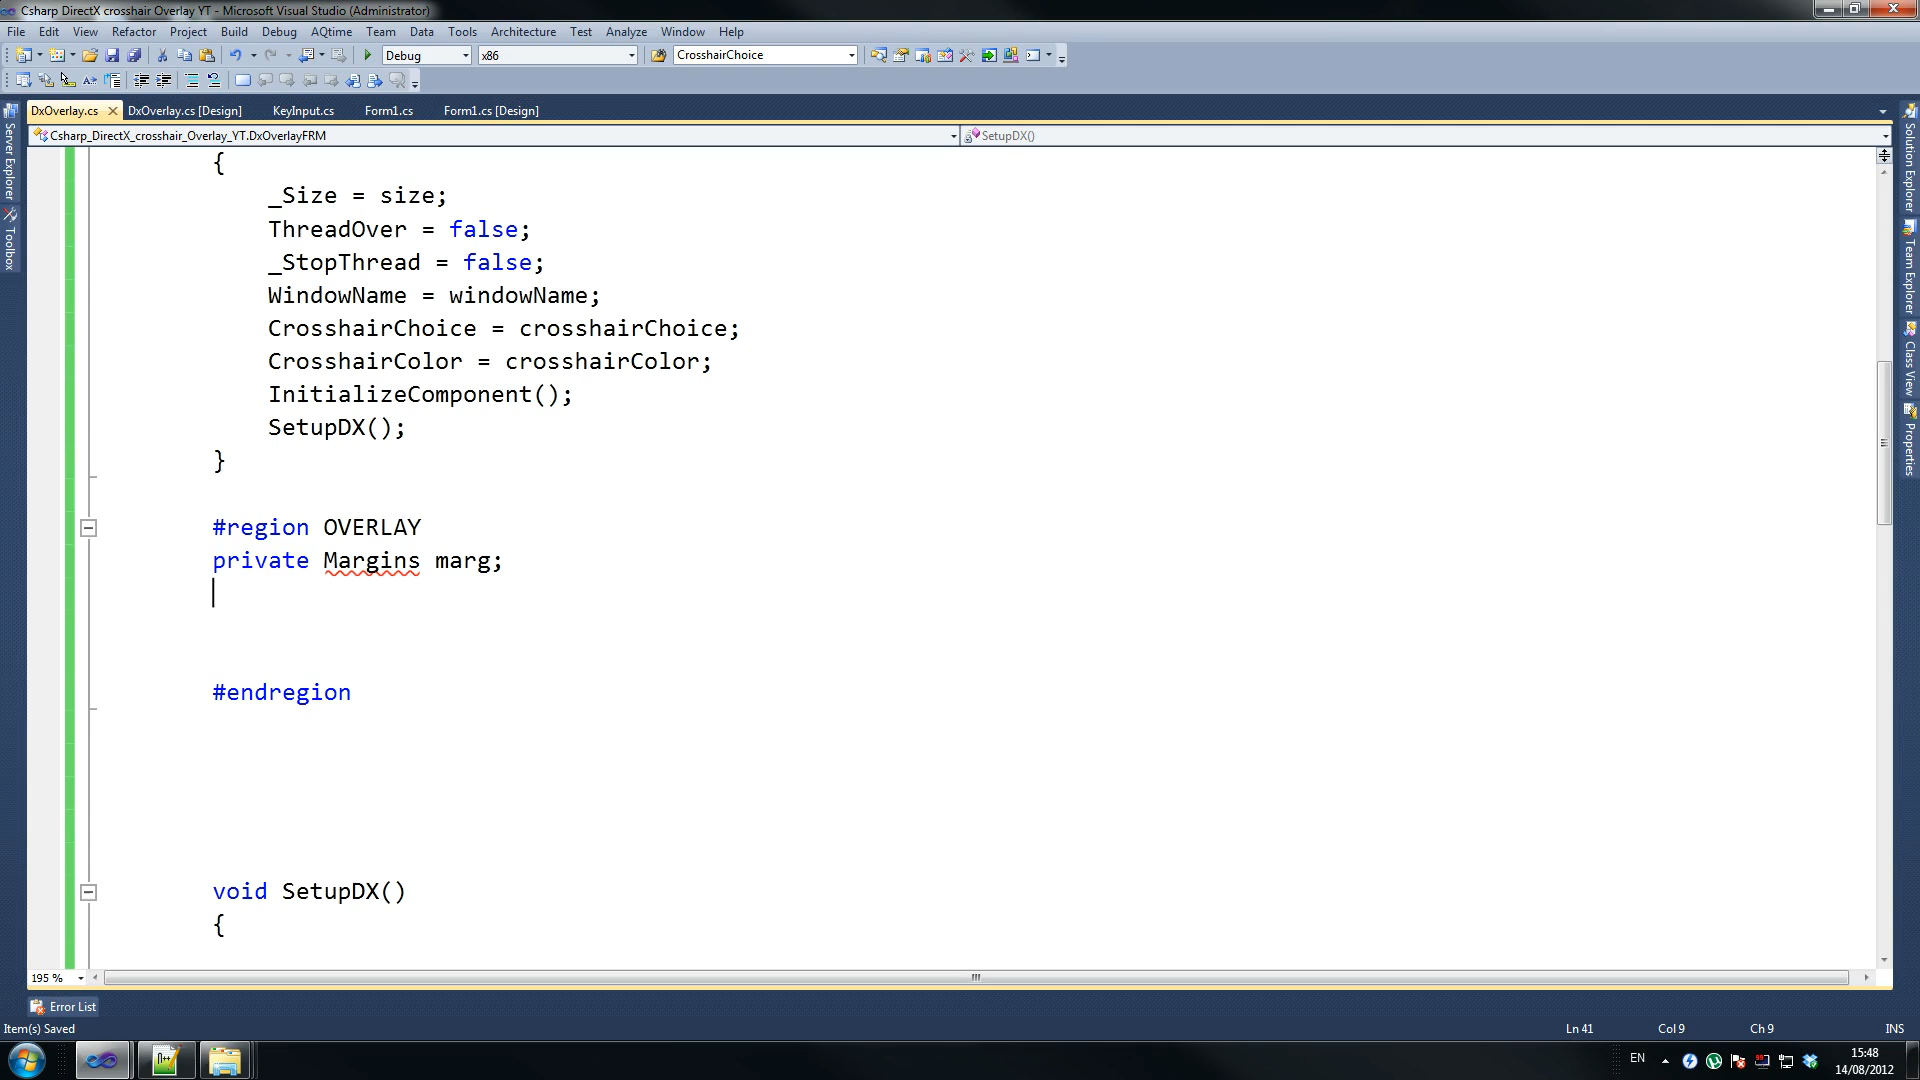 Csharp DirectX crosshair Overlay YT - Microsoft Visual Studio (Administrator)
File Edit View Refactor Project Build Debug AQtime Team Data Tools Architecture Test Analyze Window Help
Debug x86 CrosshairChoice
DxOverlay.cs DxOverlay.cs [Design] KeyInput.cs Form1.cs Form1.cs [Design]
Csharp_DirectX_crosshair_Overlay_YT.DxOverlayFRM SetupDX()
Server Explorer
Toolbox
{
_Size = size;
ThreadOver = false;
_StopThread = false;
WindowName = windowName;
CrosshairChoice = crosshairChoice;
CrosshairColor = crosshairColor;
InitializeComponent();
SetupDX();
}
#region OVERLAY
private Margins marg;
#endregion
void SetupDX()
{
Solution Explorer
Team Explorer
Class View
Properties
195 %
Error List
Item(s) Saved Ln 41 Col 9 Ch 9 INS
EN 15:48
14/08/2012